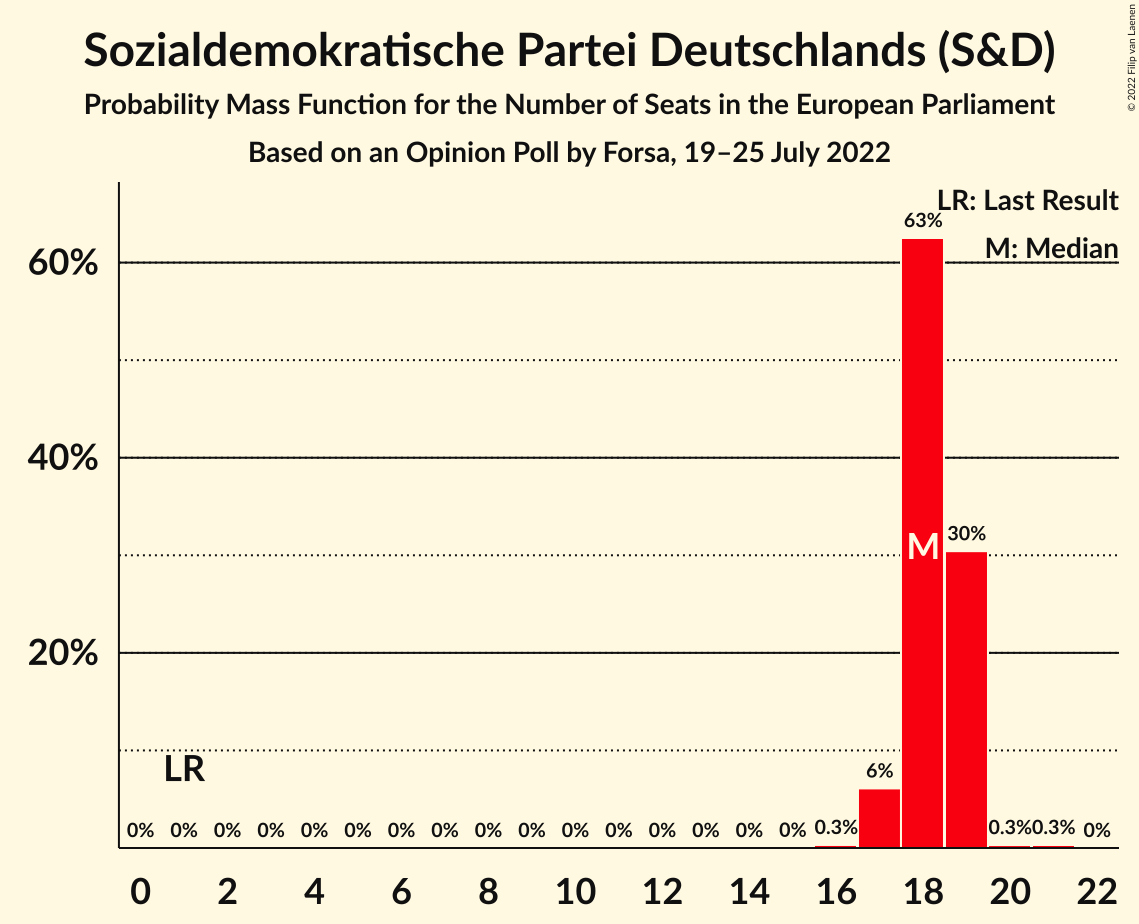 Sozialdemokratische Partei Deutschlands (S&D)
Probability Mass Function for the Number of Seats in the European Parliament
Based on an Opinion Poll by Forsa, 19–25 July 2022
© 2022 Filip van Laenen
LR: Last Result
M: Median
63%
60%
40%
M
30%
20%
LR
6%
0% 0% 0% 0% 0% 0% 0% 0% 0% 0% 0% 0% 0% 0% 0% 0% 0.3% 0.3% 0.3% 0%
0 2 4 6 8 10 12 14 16 18 20 22